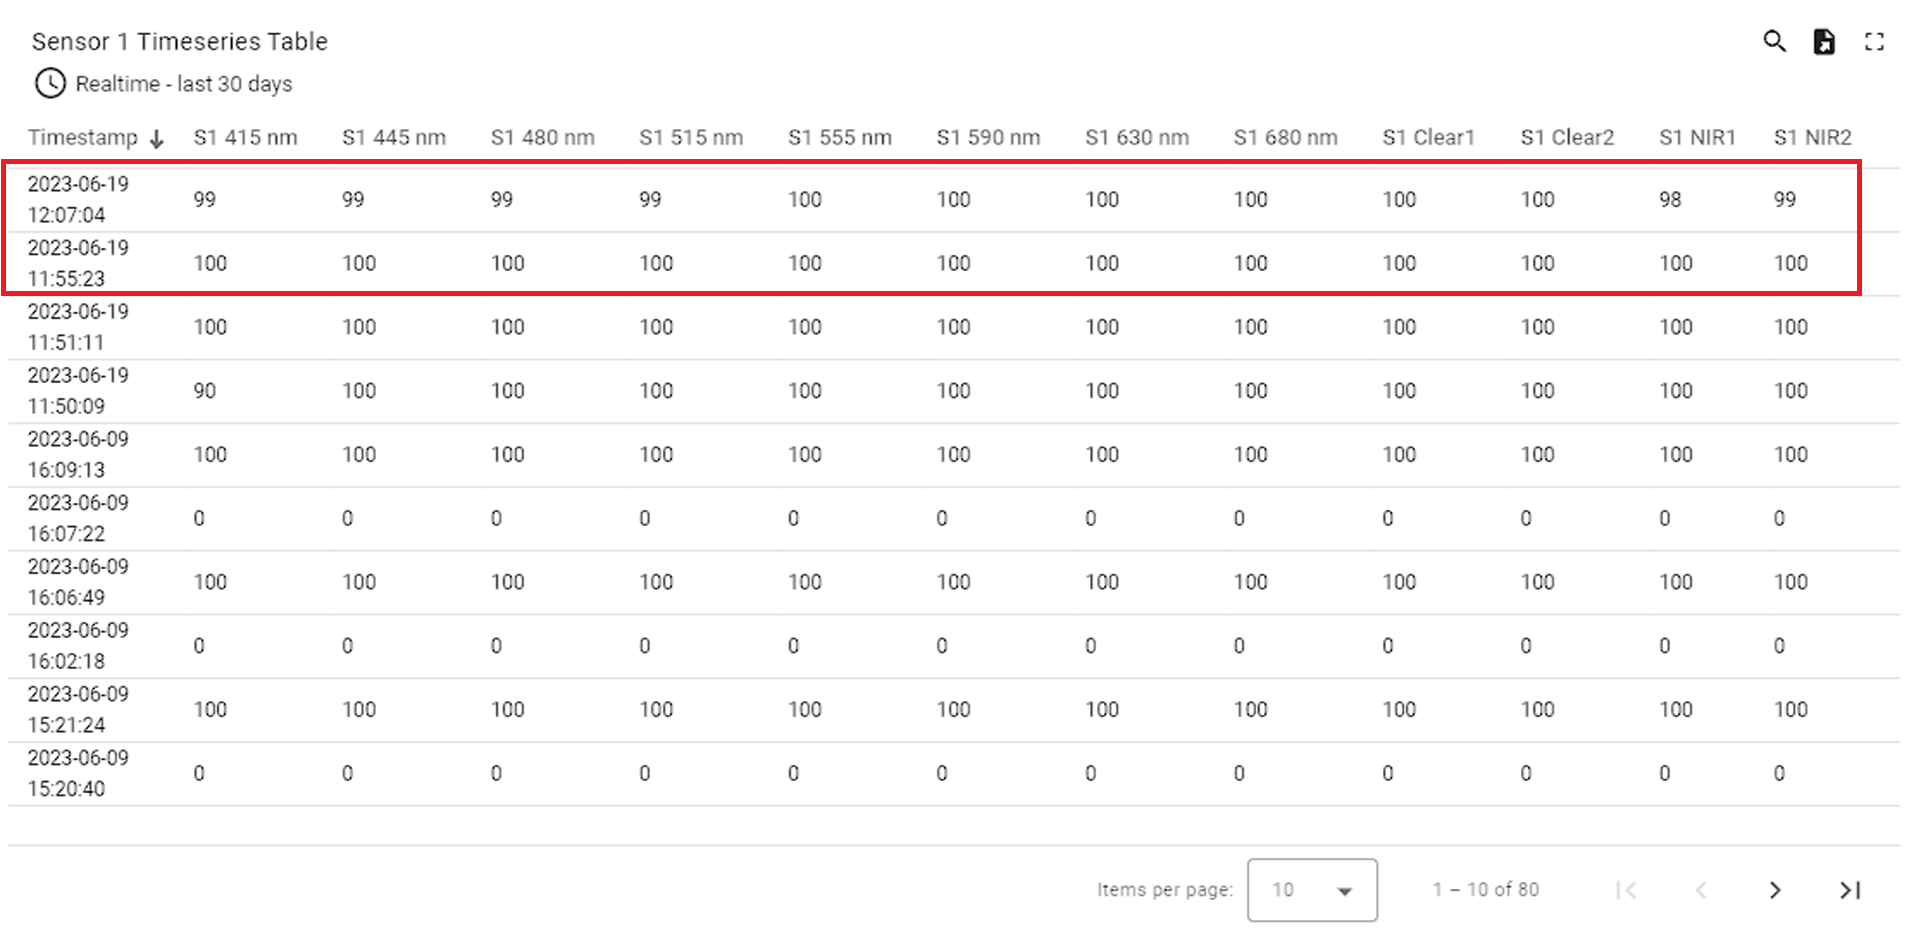 Sensor 1 Timeseries Table
Realtime - last 30 days
Timestamp S1 415 nm S1 445 nm S1 480 nm S1 515 nm S1 555 nm S1 590 nm S1 630 nm S1 680 nm S1 Clear1 S1 Clear2 S1 NIR1 S1 NIR2
2023-06-19
12:07:04 99 99 99 99 100 100 100 100 100 100 98 99
2023-06-19
11:55:23 100 100 100 100 100 100 100 100 100 100 100 100
2023-06-19
11:51:11 100 100 100 100 100 100 100 100 100 100 100 100
2023-06-19
11:50:09 90 100 100 100 100 100 100 100 100 100 100 100
2023-06-09
16:09:13 100 100 100 100 100 100 100 100 100 100 100 100
2023-06-09
16:07:22 0 0 0 0 0 0 0 0 0 0 0 0
2023-06-09
16:06:49 100 100 100 100 100 100 100 100 100 100 100 100
2023-06-09
16:02:18 0 0 0 0 0 0 0 0 0 0 0 0
2023-06-09
15:21:24 100 100 100 100 100 100 100 100 100 100 100 100
2023-06-09
15:20:40 0 0 0 0 0 0 0 0 0 0 0 0
Items per page: 10 1 – 10 of 80